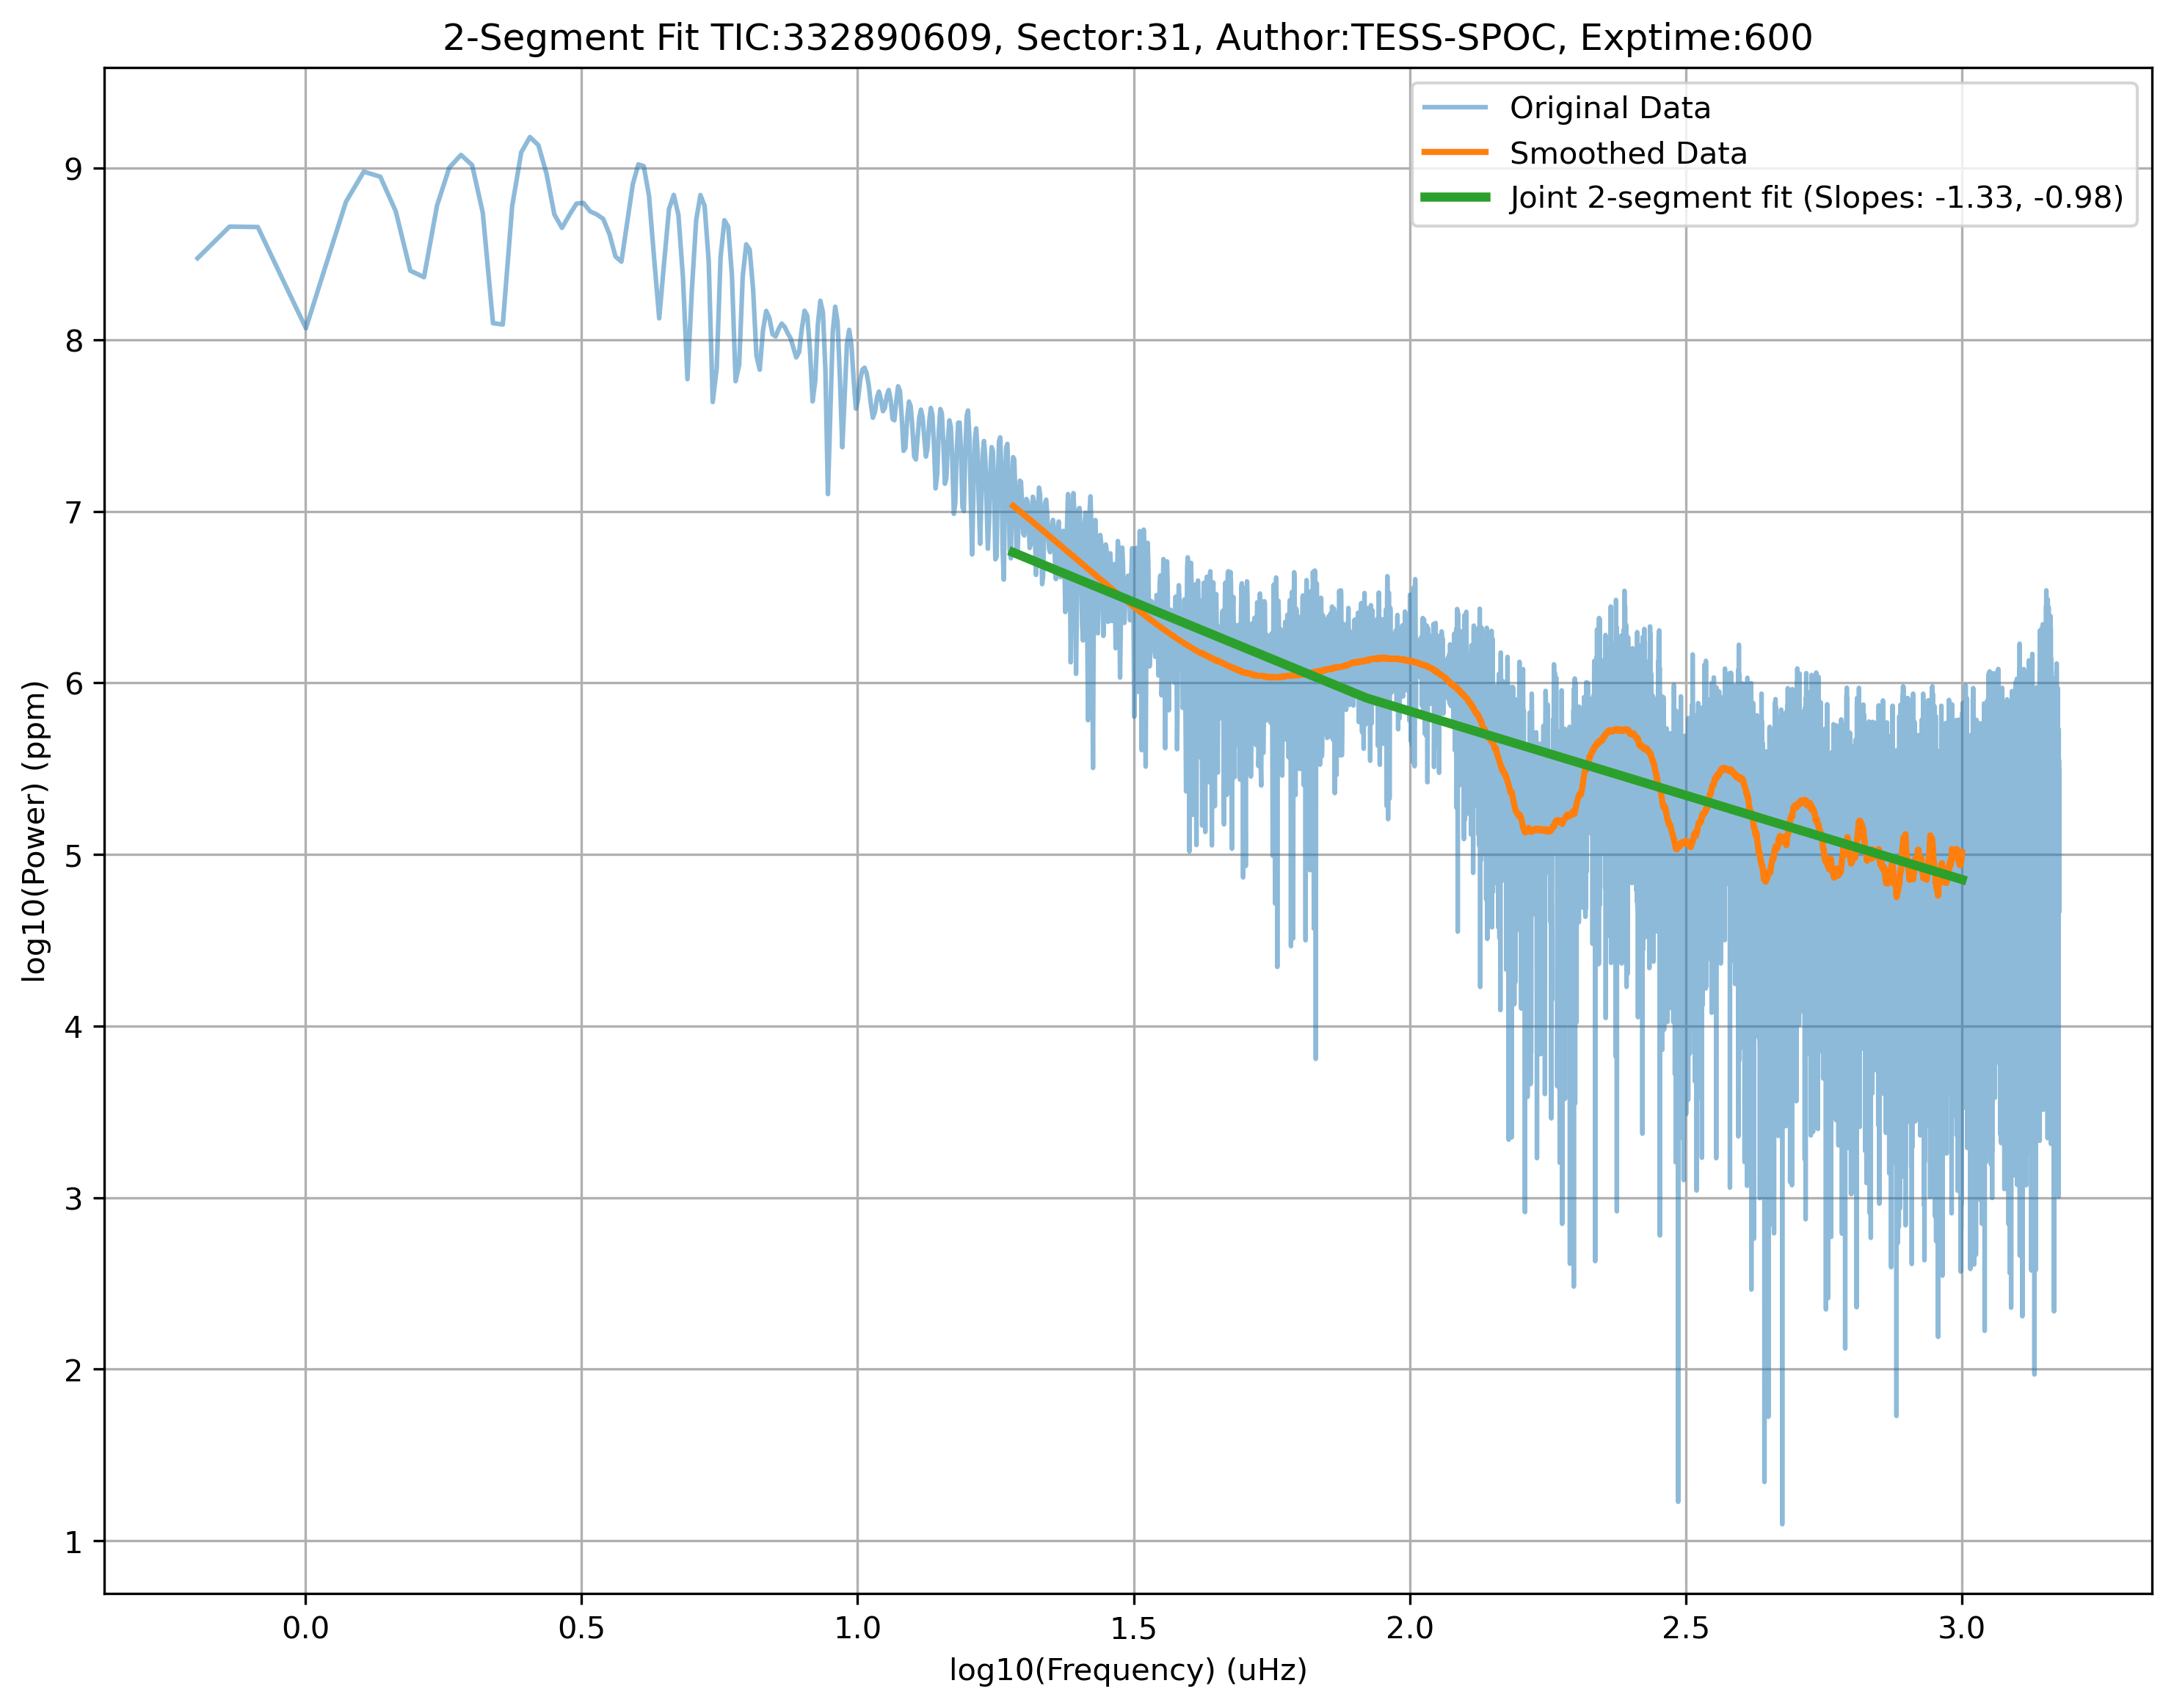 2-Segment Fit TIC:332890609, Sector:31, Author:TESS-SPOC, Exptime:600
Original Data
Smoothed Data
Joint 2-segment fit (Slopes: -1.33, -0.98)
log10(Power) (ppm)
9
8
7
6
5
4
3
2
1
0.0 0.5 1.0 1.5 2.0 2.5 3.0
log10(Frequency) (uHz)